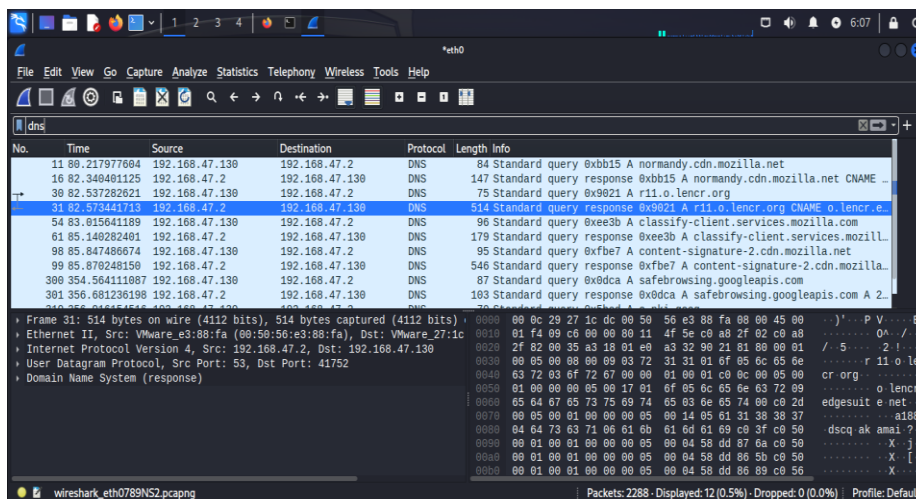 1 2 3 4 6:07
*eth0
File Edit View Go Capture Analyze Statistics Telephony Wireless Tools Help
dns
No. Time Source Destination Protocol Length Info
11 80.217977604 192.168.47.130 192.168.47.2 DNS 84 Standard query 0xbb15 A normandy.cdn.mozilla.net
16 82.340401125 192.168.47.2 192.168.47.130 DNS 147 Standard query response 0xbb15 A normandy.cdn.mozilla.net CNAME …
30 82.537282621 192.168.47.130 192.168.47.2 DNS 75 Standard query 0x9021 A r11.o.lencr.org
31 82.573441713 192.168.47.2 192.168.47.130 DNS 514 Standard query response 0x9021 A r11.o.lencr.org CNAME o.lencr.e…
54 83.015641189 192.168.47.130 192.168.47.2 DNS 96 Standard query 0xee3b A classify-client.services.mozilla.com
61 85.140282401 192.168.47.2 192.168.47.130 DNS 179 Standard query response 0xee3b A classify-client.services.mozill…
98 85.847486674 192.168.47.130 192.168.47.2 DNS 95 Standard query 0xfbe7 A content-signature-2.cdn.mozilla.net
99 85.870248150 192.168.47.2 192.168.47.130 DNS 546 Standard query response 0xfbe7 A content-signature-2.cdn.mozilla…
300 354.564111087 192.168.47.130 192.168.47.2 DNS 87 Standard query 0x0dca A safebrowsing.googleapis.com
301 356.681236198 192.168.47.2 192.168.47.130 DNS 103 Standard query response 0x0dca A safebrowsing.googleapis.com A 2…
Frame 31: 514 bytes on wire (4112 bits), 514 bytes captured (4112 bits)
Ethernet II, Src: VMware_e3:88:fa (00:50:56:e3:88:fa), Dst: VMware_27:1c
Internet Protocol Version 4, Src: 192.168.47.2, Dst: 192.168.47.130
User Datagram Protocol, Src Port: 53, Dst Port: 41752
Domain Name System (response)
0000 00 0c 29 27 1c dc 00 50 56 e3 88 fa 08 00 45 00 ··)'···P V·····E
0010 01 f4 09 c6 00 00 80 11 4f 5e c0 a8 2f 02 c0 a8 ········ O^··/···
0020 2f 82 00 35 a3 18 01 e0 a3 32 90 21 81 80 00 01 /··5···· ·2·!····
0030 00 05 00 08 00 09 03 72 31 31 01 6f 05 6c 65 6e ·······r 11·o·le
0040 63 72 03 6f 72 67 00 00 01 00 01 c0 0c 00 05 00 cr·org·· ········
0050 01 00 00 00 05 00 17 01 6f 05 6c 65 6e 63 72 09 ········ o·lencr
0060 65 64 67 65 73 75 69 74 65 03 6e 65 74 00 c0 2d edgesuit e·net··
0070 00 05 00 01 00 00 00 05 00 14 05 61 31 38 38 37 ········ ···a188
0080 04 64 73 63 71 06 61 6b 61 6d 61 69 c0 3f c0 50 ·dscq·ak amai·?·
0090 00 01 00 01 00 00 00 05 00 04 58 dd 87 6a c0 50 ········ ··X··j
00a0 00 01 00 01 00 00 00 05 00 04 58 dd 86 5b c0 50 ········ ··X··[
00b0 00 01 00 01 00 00 00 05 00 04 58 dd 86 89 c0 56 ········ ··X···
wireshark_eth0789NS2.pcapng Packets: 2288 · Displayed: 12 (0.5%) · Dropped: 0 (0.0%) Profile: Defaul